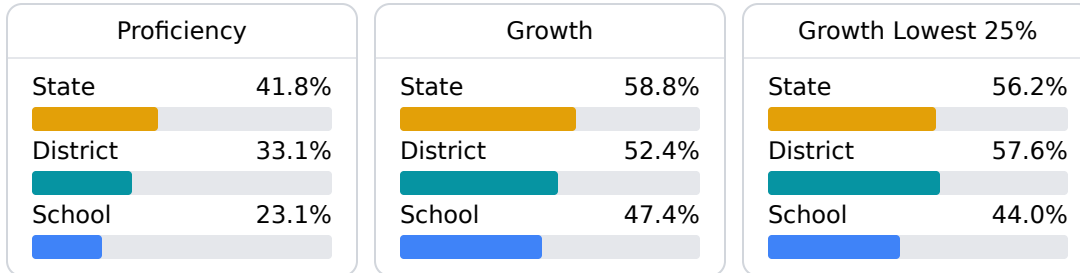 Proficiency
State 41.8%
District 33.1%
School 23.1%
Growth
State 58.8%
District 52.4%
School 47.4%
Growth Lowest 25%
State 56.2%
District 57.6%
School 44.0%